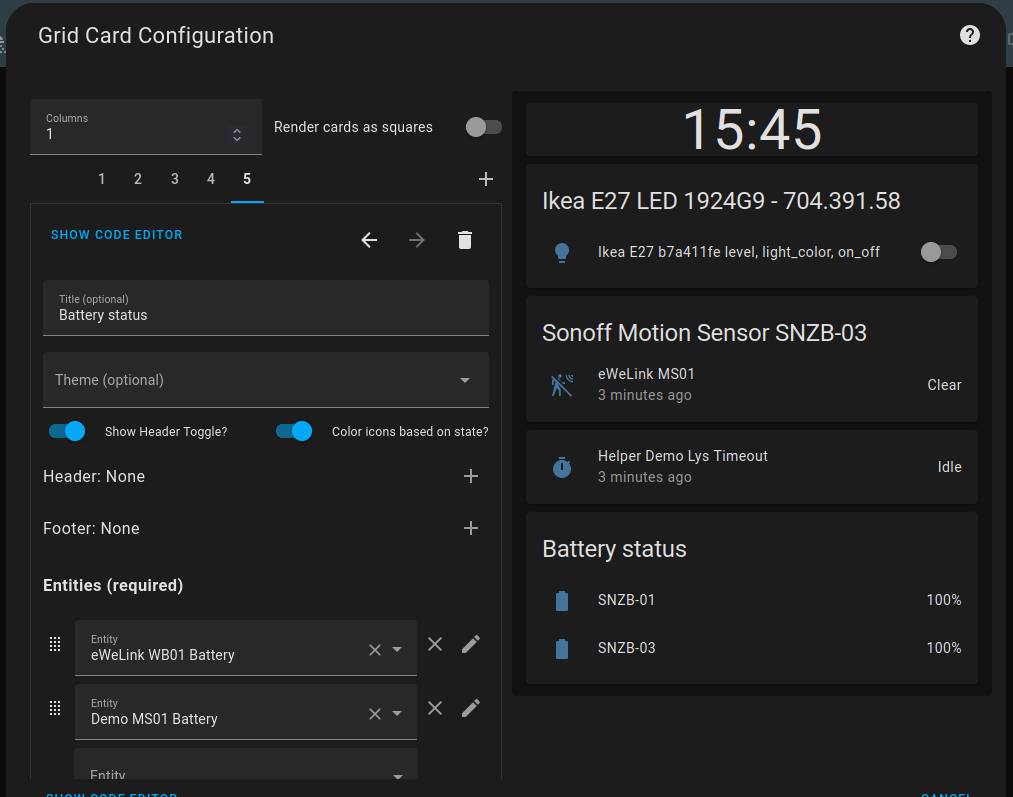 Grid Card Configuration
Columns
1
Render cards as squares
1 2 3 4 5
SHOW CODE EDITOR
Title (optional)
Battery status
Theme (optional)
Show Header Toggle?
Color icons based on state?
Header: None
Footer: None
Entities (required)
Entity
eWeLink WB01 Battery
Entity
Demo MS01 Battery
Entity
SHOW CODE EDITOR
15:45
Ikea E27 LED 1924G9 - 704.391.58
Ikea E27 b7a411fe level, light_color, on_off
Sonoff Motion Sensor SNZB-03
eWeLink MS01
3 minutes ago
Clear
Helper Demo Lys Timeout
3 minutes ago
Idle
Battery status
SNZB-01 100%
SNZB-03 100%
CANCEL